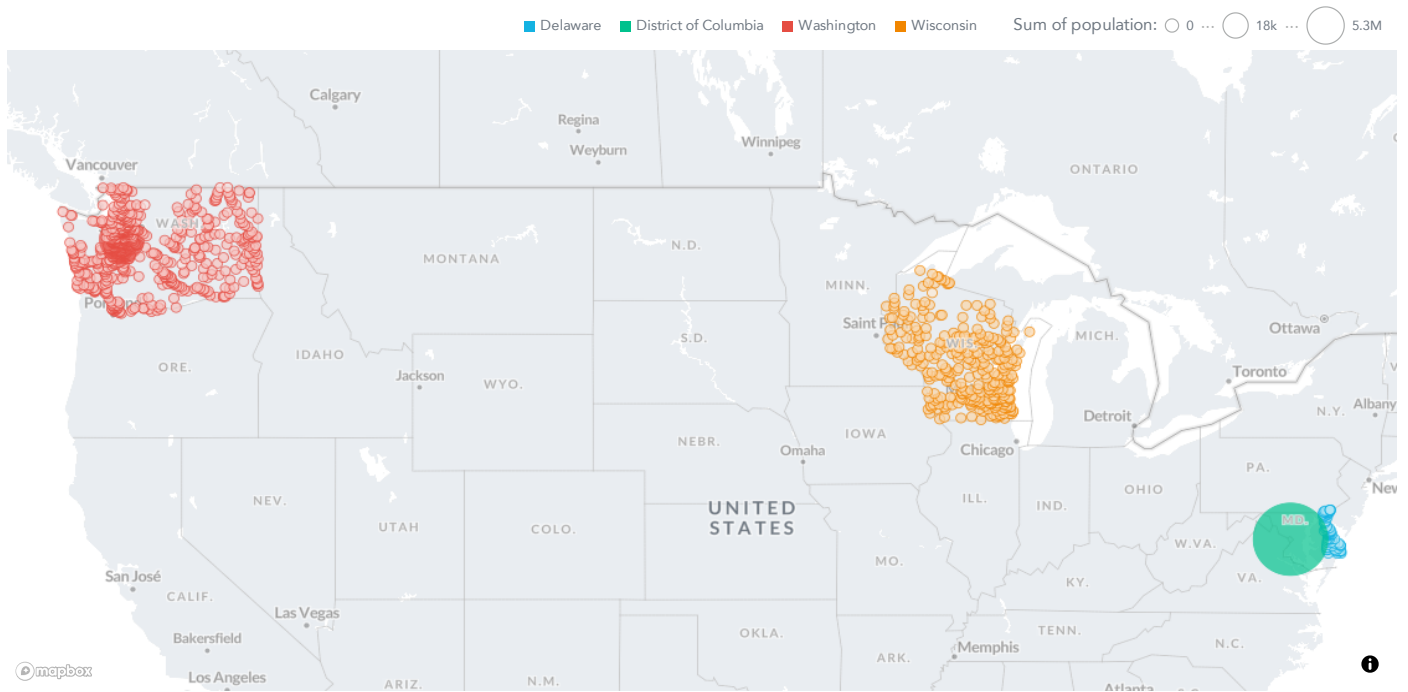 Delaware District of Columbia Washington Wisconsin Sum of population: 0 18k 5.3M
Calgary
Regina
Winnipeg
Weyburn
Vancouver
ONTARIO
WASH.
N.D.
MONTANA
MINN.
Portland
Saint Paul
Ottawa
S.D.
WIS.
MICH.
IDAHO
ORE.
Jackson
WYO.
Toronto
N.Y.
Albany
Detroit
IOWA
NEBR.
Omaha
Chicago
PA.
New
NEV.
ILL.
IND.
OHIO
UNITED
STATES
UTAH
COLO.
MD.
W.VA.
MO.
San José
CALIF.
KY.
VA.
Las Vegas
Bakersfield
OKLA.
TENN.
N.C.
Memphis
ARK.
mapbox
Los Angeles
ARIZ.
N.M.
Atlanta